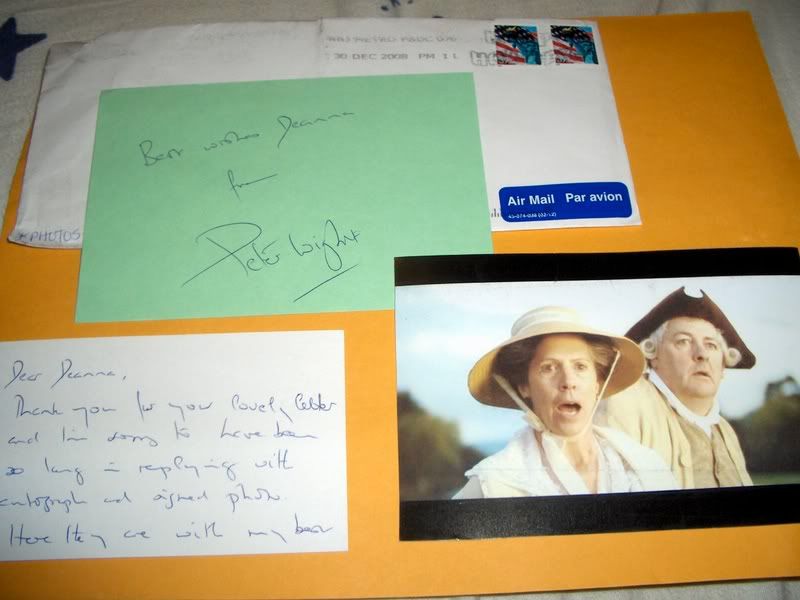 30 DEC 2008 PM 1 L
Air Mail Par avion
PHOTOS
Best wishes Deanna
from
Peter Wight
Dear Deanna,
Thank you for your lovely letter
and I'm sorry to have been
so long in replying with
autograph and signed photo.
Here they are with my best